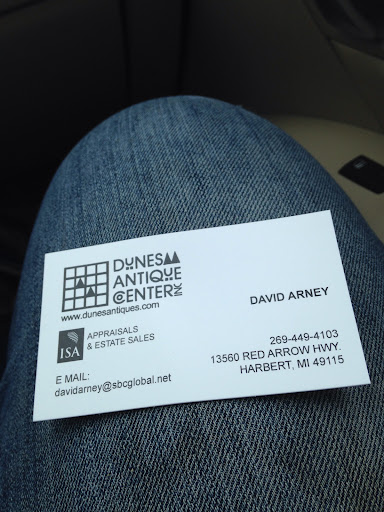 DUNES
ANTIQUE
CENTER INC
www.dunesantiques.com
DAVID ARNEY
ISA
APPRAISALS
& ESTATE SALES
269-449-4103
13560 RED ARROW HWY.
HARBERT, MI 49115
E MAIL:
davidarney@sbcglobal.net